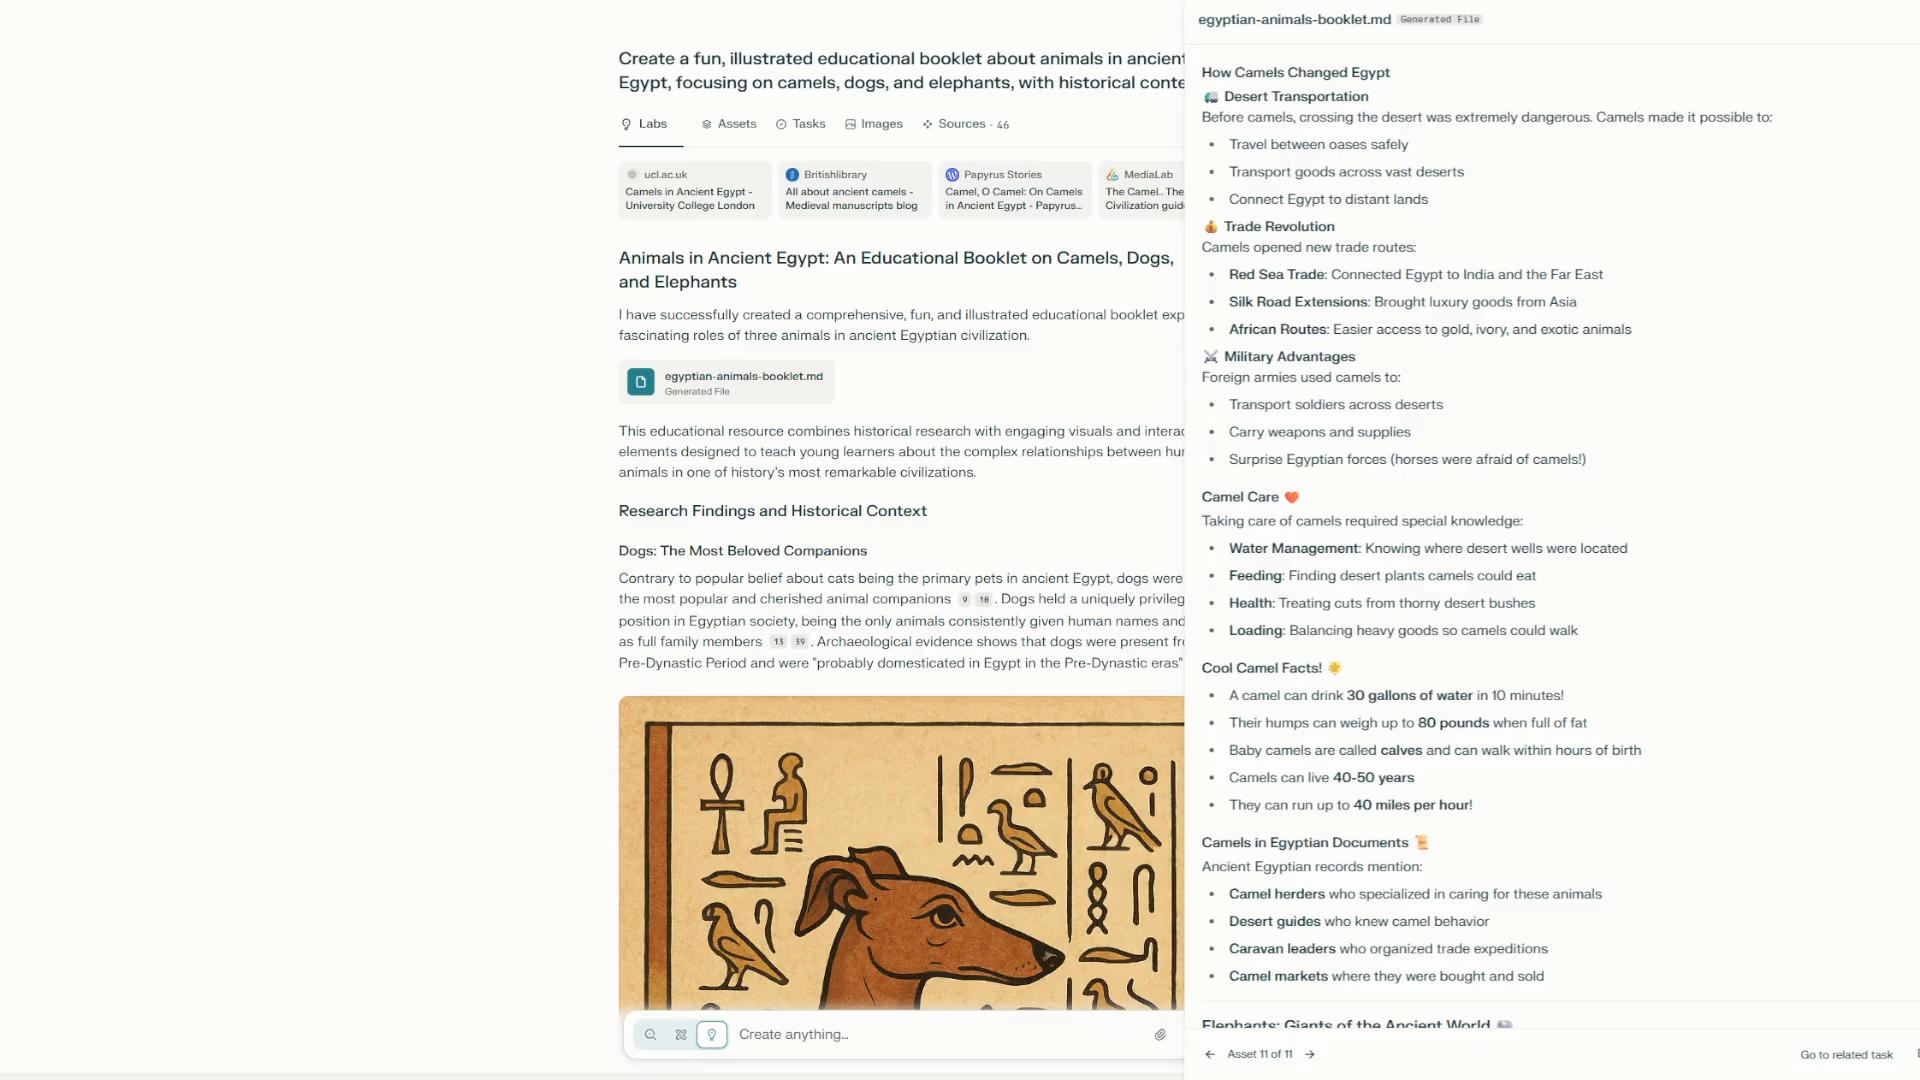 Create a fun, illustrated educational booklet about animals in ancient
Egypt, focusing on camels, dogs, and elephants, with historical conte
Labs
Assets
Tasks
Images
Sources · 46
ucl.ac.uk
Camels in Ancient Egypt -
University College London
Britishlibrary
All about ancient camels -
Medieval manuscripts blog
Papyrus Stories
Camel, O Camel: On Camels
in Ancient Egypt - Papyrus...
MediaLab
The Camel.. The
Civilization guid
Animals in Ancient Egypt: An Educational Booklet on Camels, Dogs,
and Elephants
I have successfully created a comprehensive, fun, and illustrated educational booklet exp
fascinating roles of three animals in ancient Egyptian civilization.
egyptian-animals-booklet.md
Generated File
This educational resource combines historical research with engaging visuals and interac
elements designed to teach young learners about the complex relationships between hu
animals in one of history's most remarkable civilizations.
Research Findings and Historical Context
Dogs: The Most Beloved Companions
Contrary to popular belief about cats being the primary pets in ancient Egypt, dogs were
the most popular and cherished animal companions 9 10 . Dogs held a uniquely privileg
position in Egyptian society, being the only animals consistently given human names and
as full family members 13 39 . Archaeological evidence shows that dogs were present fr
Pre-Dynastic Period and were "probably domesticated in Egypt in the Pre-Dynastic eras"
Create anything...
egyptian-animals-booklet.md Generated File
How Camels Changed Egypt
🚛 Desert Transportation
Before camels, crossing the desert was extremely dangerous. Camels made it possible to:
• Travel between oases safely
• Transport goods across vast deserts
• Connect Egypt to distant lands
💰 Trade Revolution
Camels opened new trade routes:
• Red Sea Trade: Connected Egypt to India and the Far East
• Silk Road Extensions: Brought luxury goods from Asia
• African Routes: Easier access to gold, ivory, and exotic animals
⚔️ Military Advantages
Foreign armies used camels to:
• Transport soldiers across deserts
• Carry weapons and supplies
• Surprise Egyptian forces (horses were afraid of camels!)
Camel Care ❤️
Taking care of camels required special knowledge:
• Water Management: Knowing where desert wells were located
• Feeding: Finding desert plants camels could eat
• Health: Treating cuts from thorny desert bushes
• Loading: Balancing heavy goods so camels could walk
Cool Camel Facts! 🌟
• A camel can drink 30 gallons of water in 10 minutes!
• Their humps can weigh up to 80 pounds when full of fat
• Baby camels are called calves and can walk within hours of birth
• Camels can live 40-50 years
• They can run up to 40 miles per hour!
Camels in Egyptian Documents 📜
Ancient Egyptian records mention:
• Camel herders who specialized in caring for these animals
• Desert guides who knew camel behavior
• Caravan leaders who organized trade expeditions
• Camel markets where they were bought and sold
Elephants: Giants of the Ancient World 🐘
← Asset 11 of 11 →
Go to related task